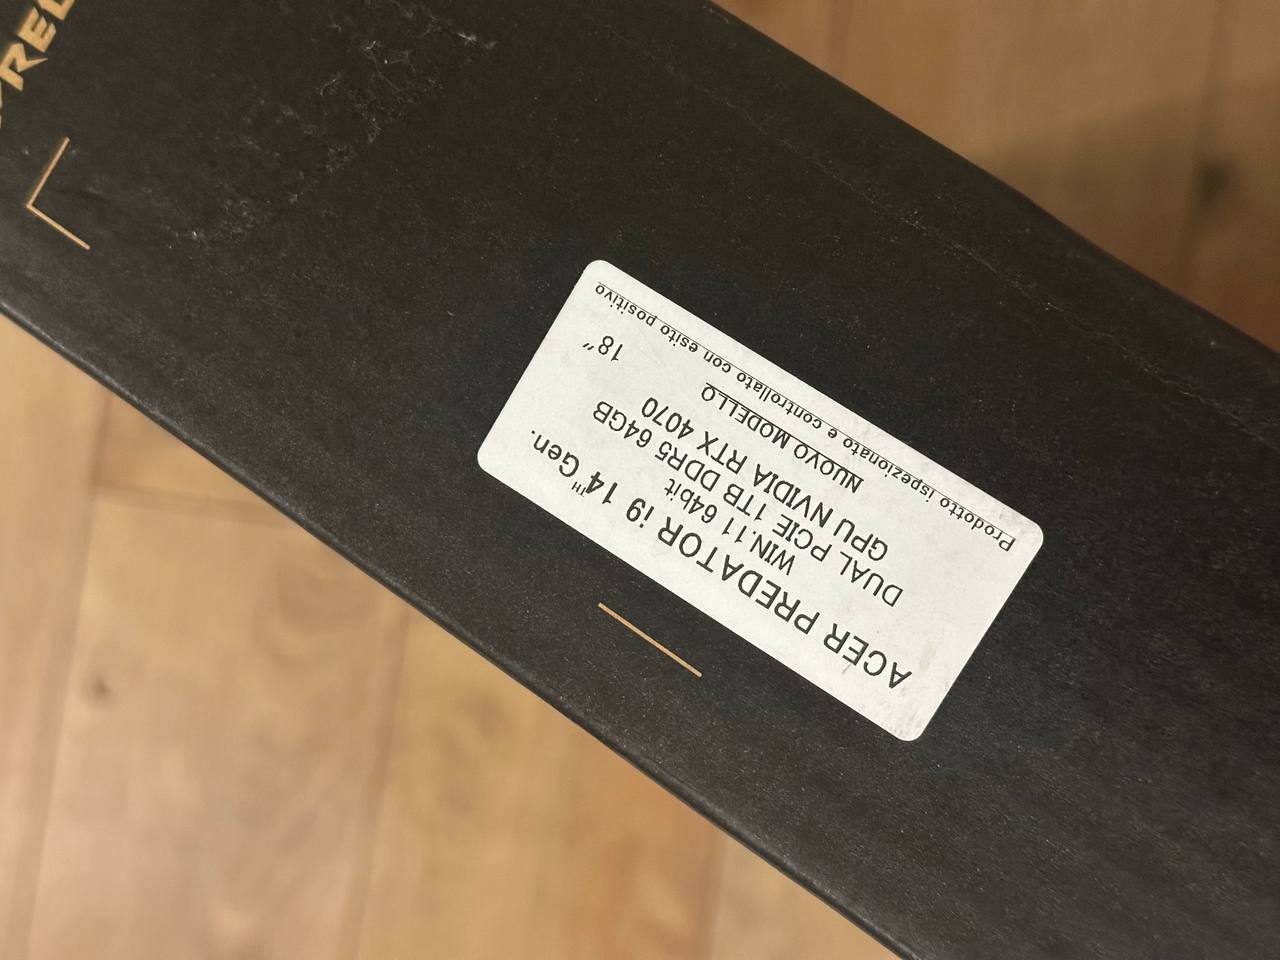 ACER PREDATOR i9 14TH Gen.
WIN.11 64bit
DUAL PCIE 1TB DDR5 64GB
GPU NVIDIA RTX 4070
NUOVO MODELLO 18"
Prodotto ispezionato e controllato con esito positivo